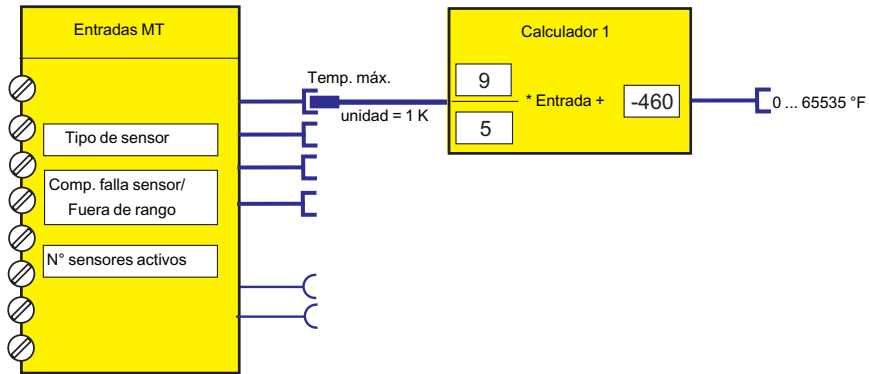 Entradas MT
Tipo de sensor
Comp. falla sensor/
Fuera de rango
N° sensores activos
Temp. máx.
unidad = 1 K
Calculador 1
9
5
* Entrada +
-460
0 ... 65535 °F